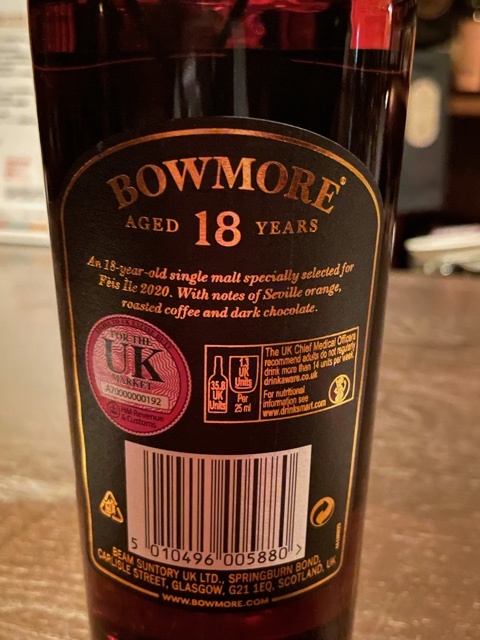 BOWMORE®
AGED 18 YEARS
An 18-year-old single malt specially selected for
Fèis Ìle 2020. With notes of Seville orange,
roasted coffee and dark chocolate.
FOR THE
UK
MARKET
A70000000192
HM Revenue
& Customs
35.8
UK
Units
1.3
UK
Units
Per
25 ml
The UK Chief Medical Officers
recommend adults do not regularly
drink more than 14 units per week.
drinkaware.co.uk
For nutritional
information see
www.drinksmart.com
5 010496 005880 >
BEAM SUNTORY UK LTD., SPRINGBURN BOND,
CARLISLE STREET, GLASGOW, G21 1EQ, SCOTLAND, UK
WWW.BOWMORE.COM